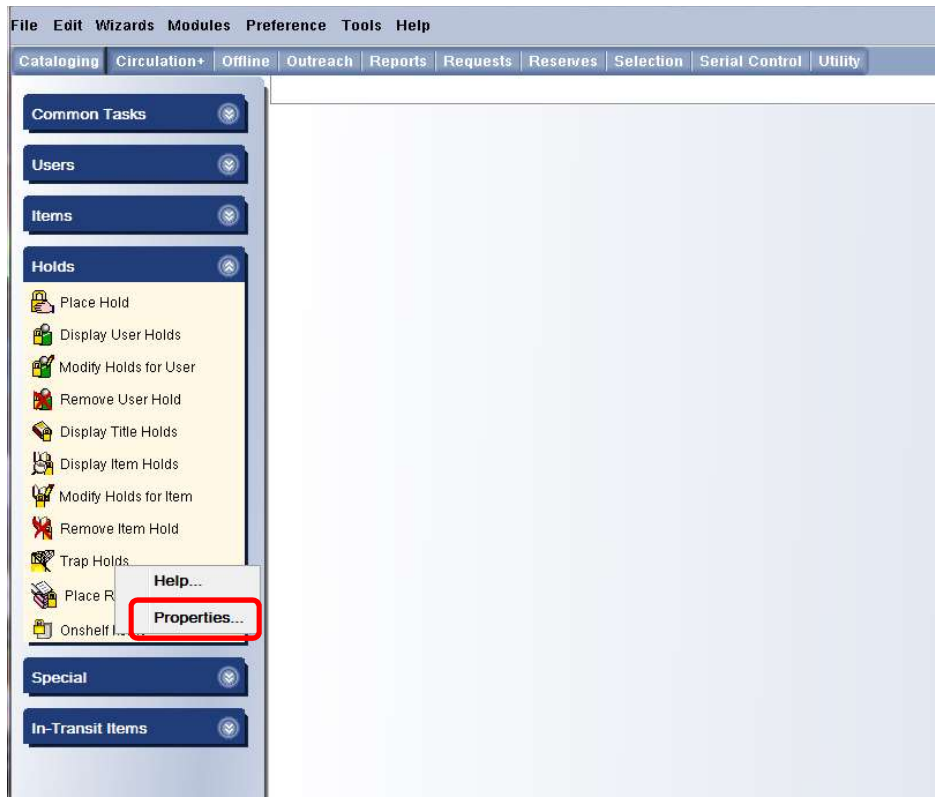 File Edit Wizards Modules Preference Tools Help
Cataloging Circulation+ Offline Outreach Reports Requests Reserves Selection Serial Control Utility
Common Tasks
Users
Items
Holds
Place Hold
Display User Holds
Modify Holds for User
Remove User Hold
Display Title Holds
Display Item Holds
Modify Holds for Item
Remove Item Hold
Trap Holds
Help...
Place R
Properties...
Onshelf
Special
In-Transit Items